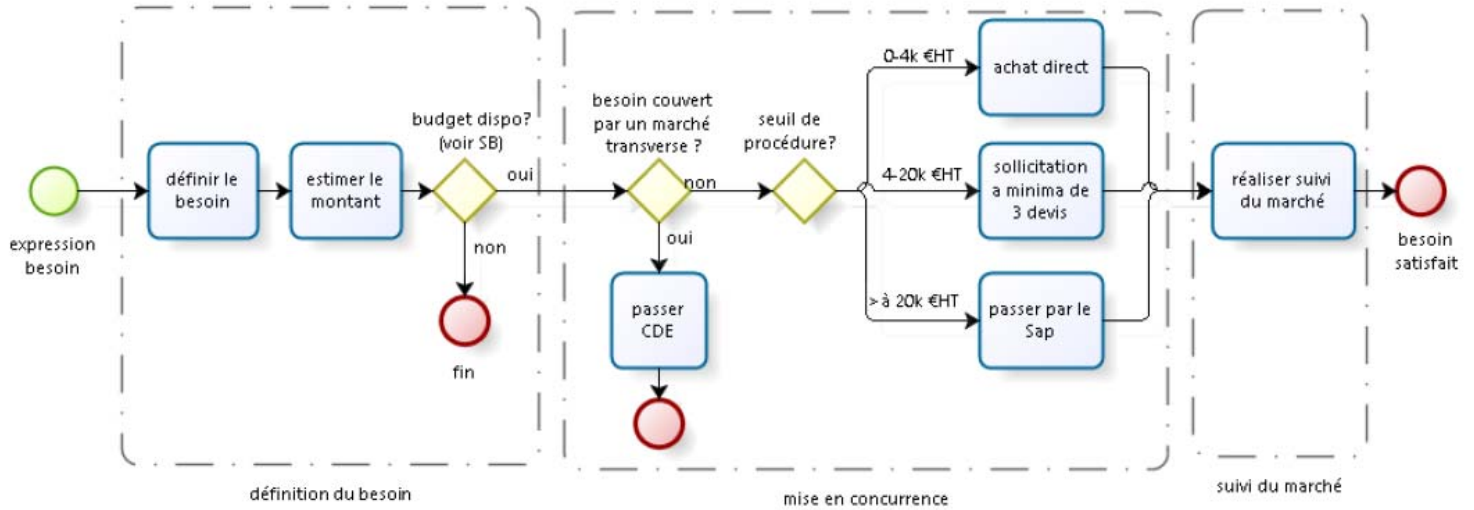 expression
besoin
définir le
besoin
estimer le
montant
budget dispo?
(voir SB)
oui
non
fin
définition du besoin
besoin couvert
par un marché
transverse ?
non
oui
passer
CDE
seuil de
procédure?
0-4k €HT
achat direct
4-20k €HT
sollicitation
a minima de
3 devis
> à 20k €HT
passer par le
Sap
mise en concurrence
réaliser suivi
du marché
suivi du marché
besoin
satisfait